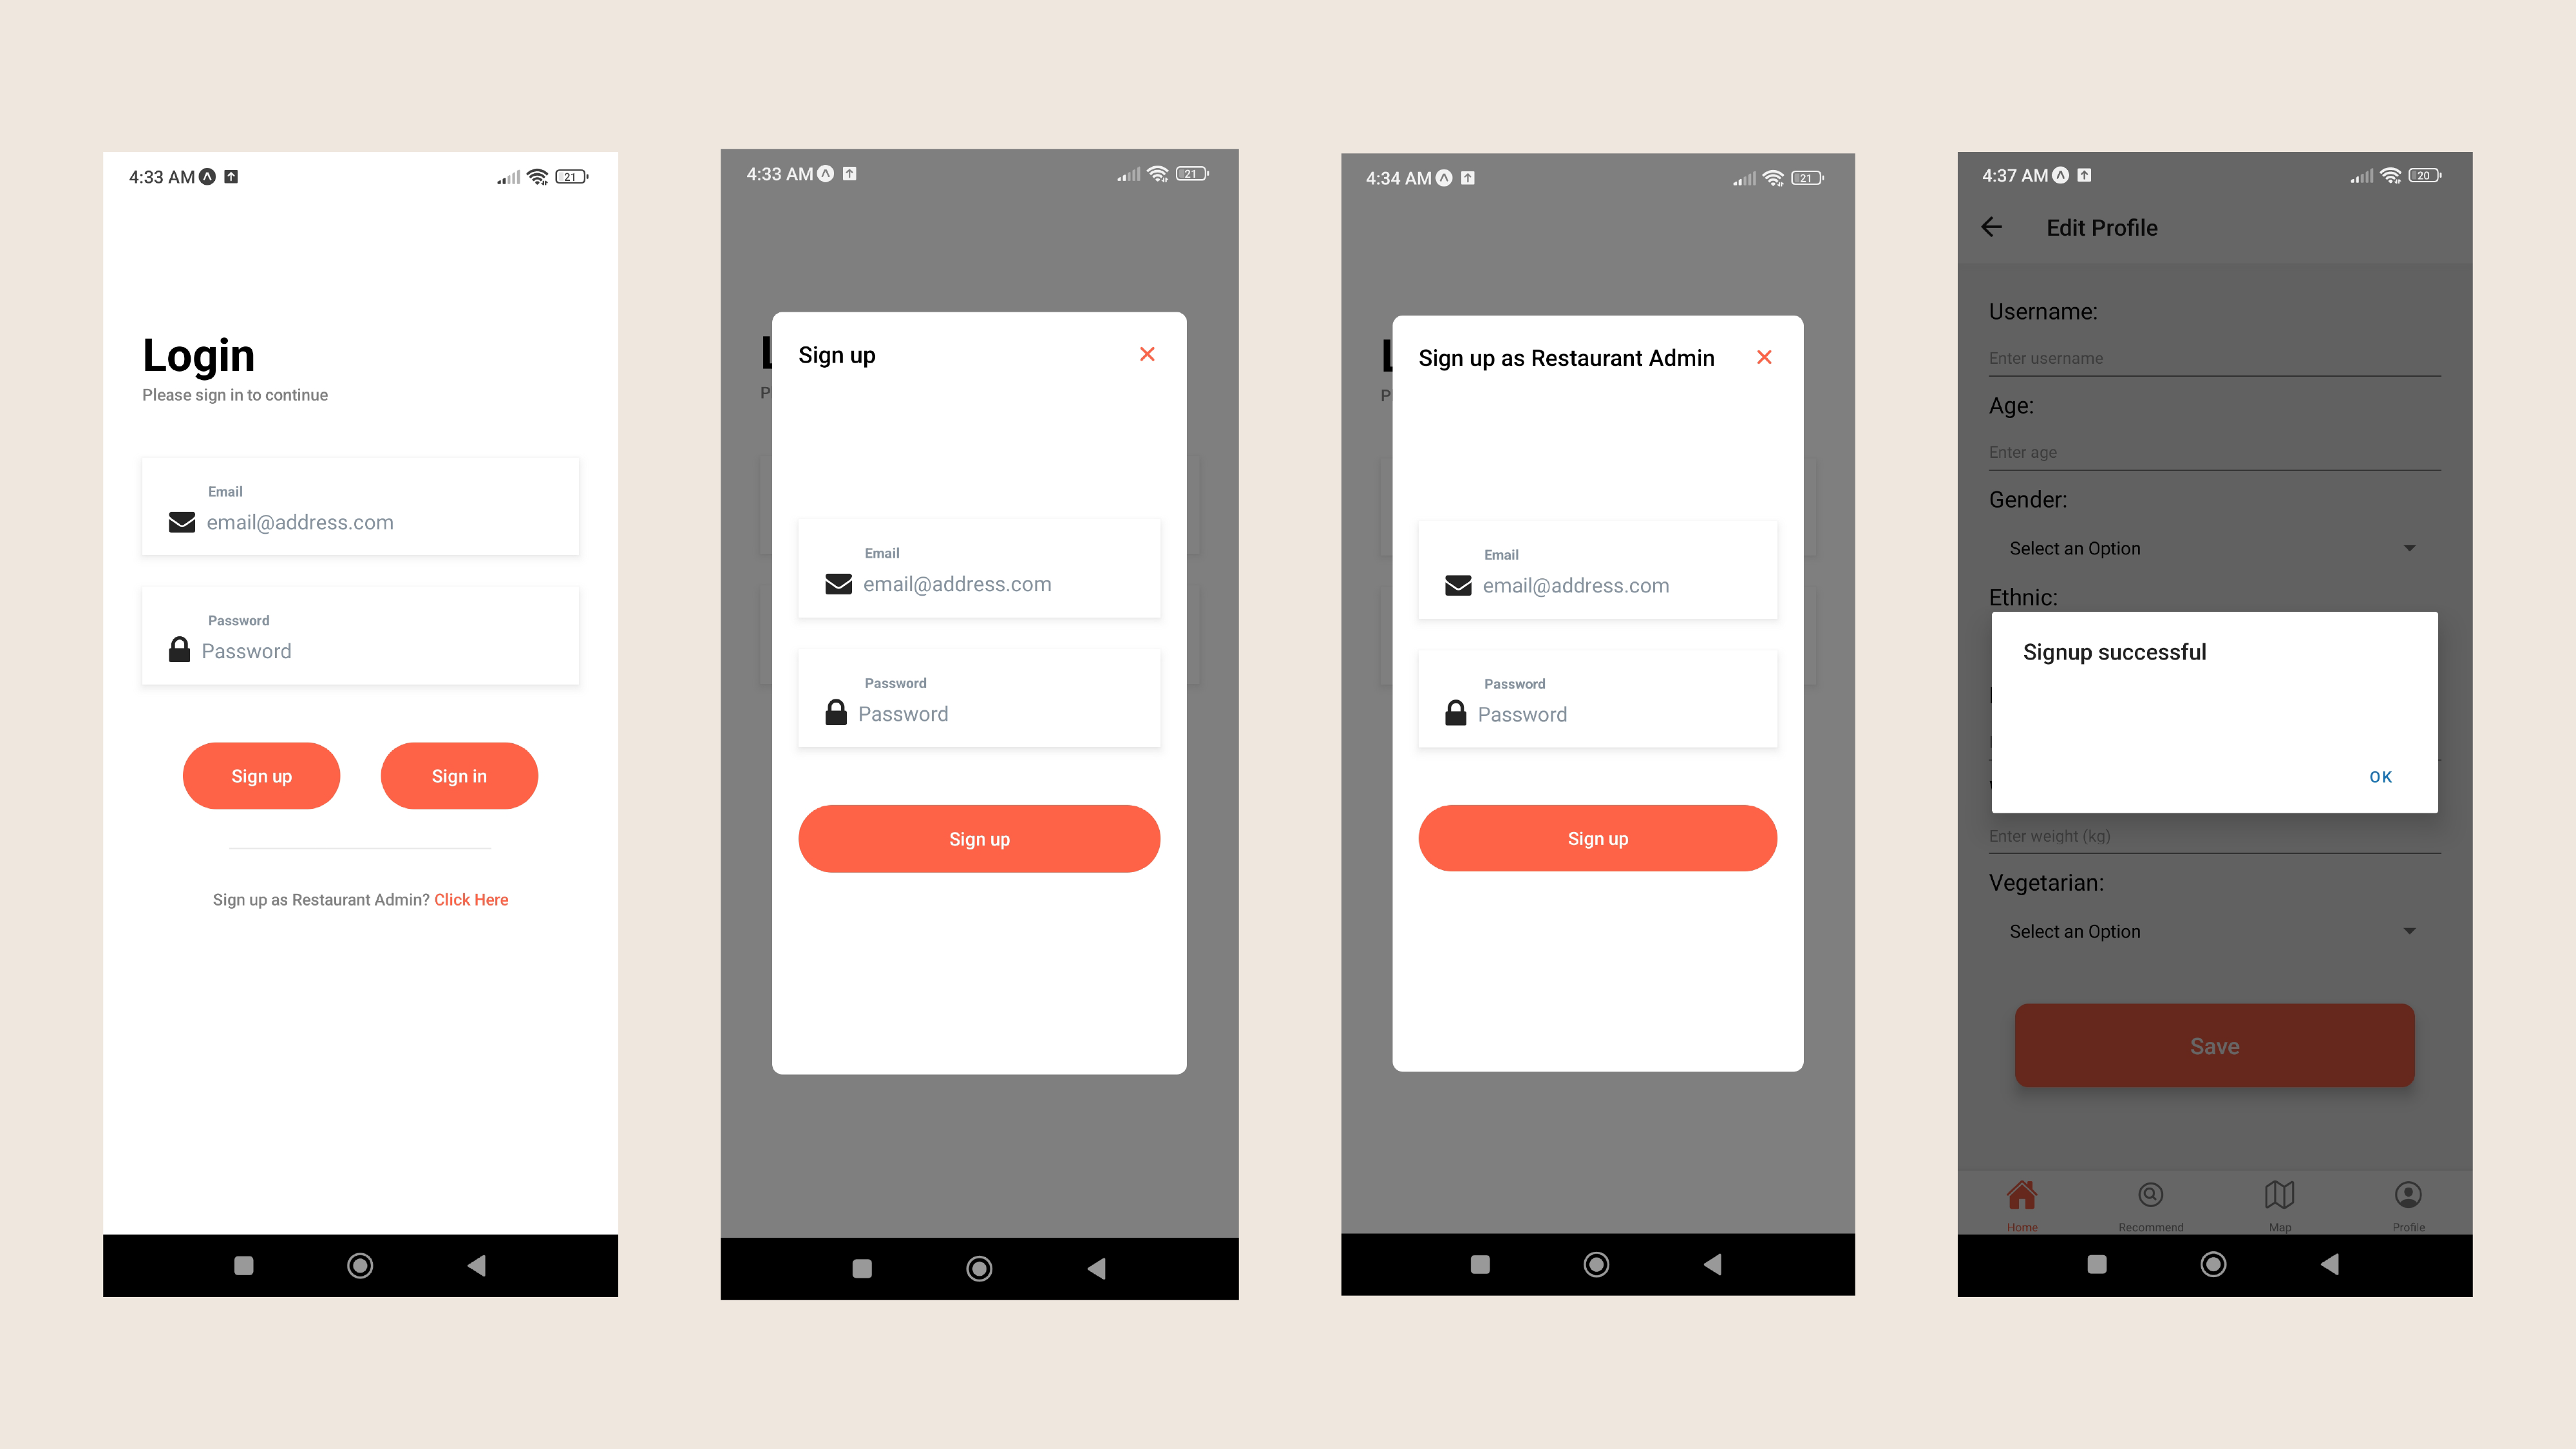 4:33 AM
21
Login
Please sign in to continue
Email
email@address.com
Password
Password
Sign up
Sign in
Sign up as Restaurant Admin? Click Here
4:33 AM
21
L
P
Sign up
Email
email@address.com
Password
Password
Sign up
4:34 AM
21
L
P
Sign up as Restaurant Admin
Email
email@address.com
Password
Password
Sign up
4:37 AM
20
Edit Profile
Username:
Enter username
Age:
Enter age
Gender:
Select an Option
Ethnic:
Signup successful
OK
Enter weight (kg)
Vegetarian:
Select an Option
Save
Home
Recommend
Map
Profile